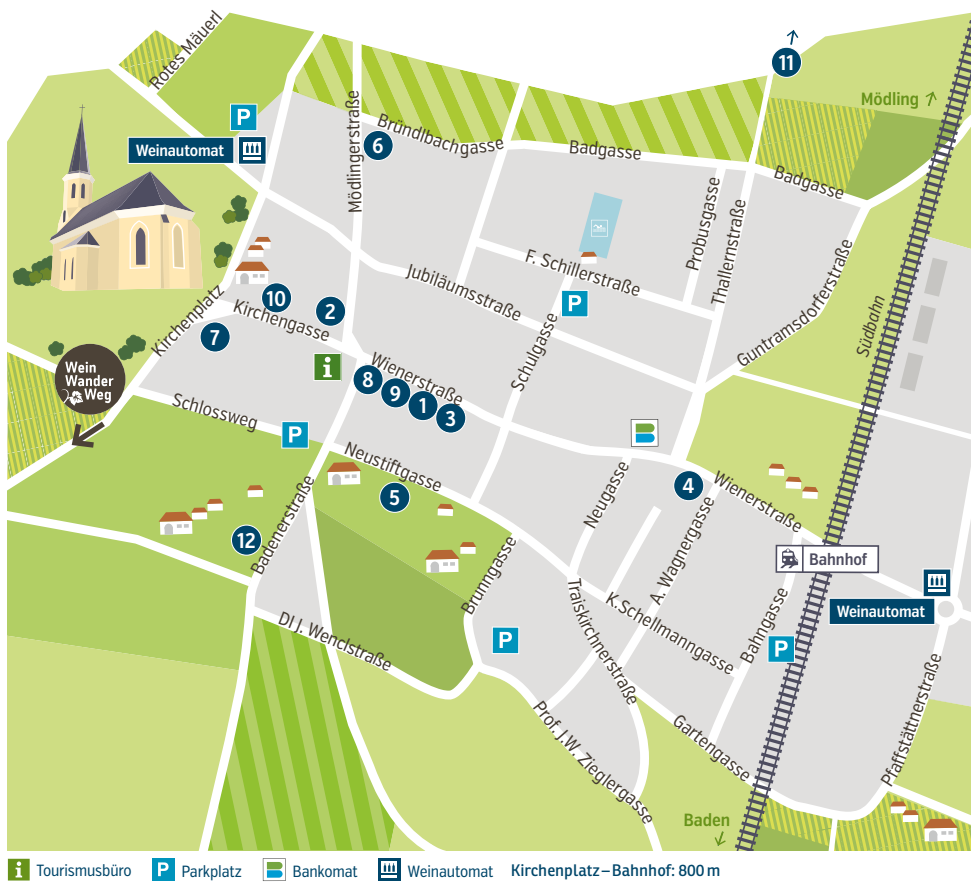 Rotes Mäuerl
P
Weinautomat
Mödlingerstraße
6
Bründlbachgasse
Badgasse
11
Mödling
Badgasse
Probusgasse
Thallernstraße
F. Schillerstraße
Jubiläumsstraße
P
Guntramsdorferstraße
Südbahn
10
2
Kirchengasse
7
Kirchenplatz
i
Wein
Wander
Weg
Wienerstraße
8
9
1
3
Schulgasse
Schlossweg
P
B
Neustiftgasse
5
Neugasse
4
Wienerstraße
A. Wagnergasse
12
Badenerstraße
Brunngasse
Bahnhof
Weinautomat
DI J. Wenclstraße
P
Traiskirchnerstraße
K.Schellmanngasse
Bahngasse
P
Prof. J.W. Zieglergasse
Gartengasse
Pfaffstättnerstraße
Baden
i Tourismusbüro P Parkplatz B Bankomat Weinautomat Kirchenplatz–Bahnhof: 800 m